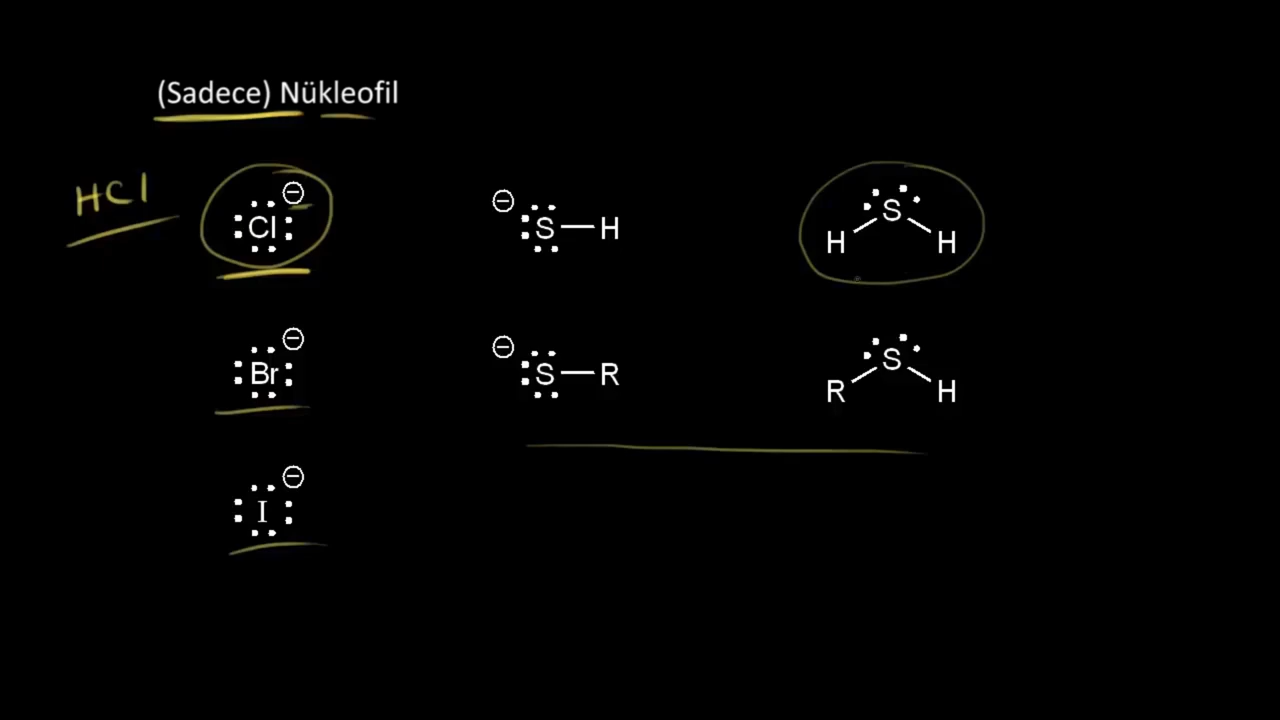 (Sadece) Nükleofil
HCl
Cl
S H
S
H H
Br
S R
S
R H
I